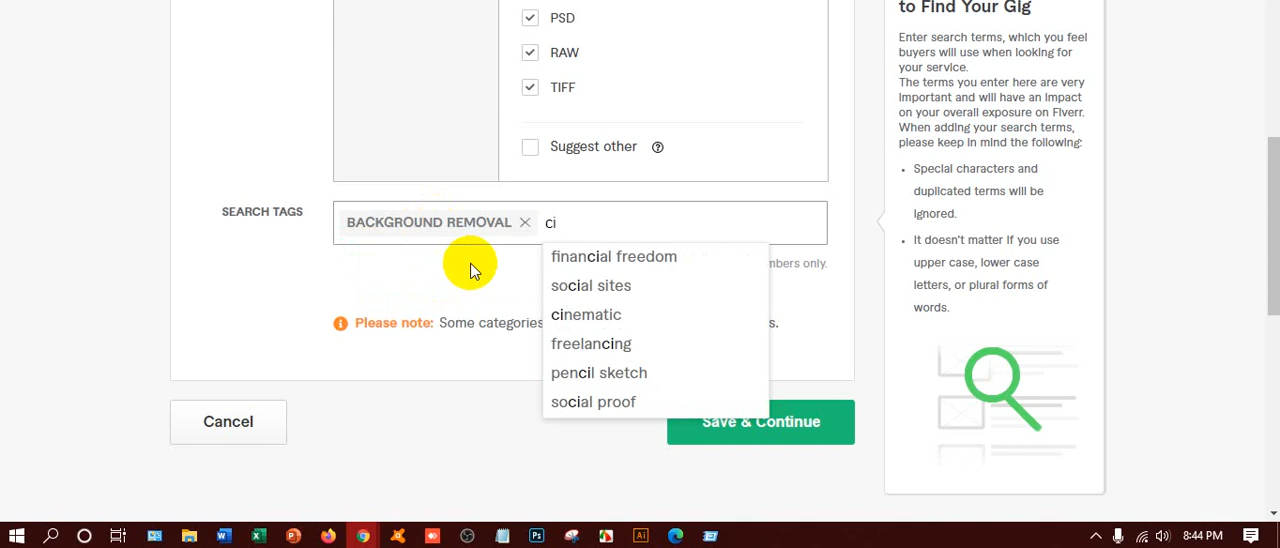 to Find Your Gig
PSD
RAW
TIFF
Suggest other
Enter search terms, which you feel
buyers will use when looking for
your service.
The terms you enter here are very
important and will have an impact
on your overall exposure on Fiverr.
When adding your search terms,
please keep in mind the following:
• Special characters and
duplicated terms will be
ignored.
• It doesn't matter if you use
upper case, lower case
letters, or plural forms of
words.
SEARCH TAGS
BACKGROUND REMOVAL × ci
financial freedom
social sites
cinematic
freelancing
pencil sketch
social proof
mbers only.
Please note: Some categories
s.
Cancel
Save & Continue
8:44 PM